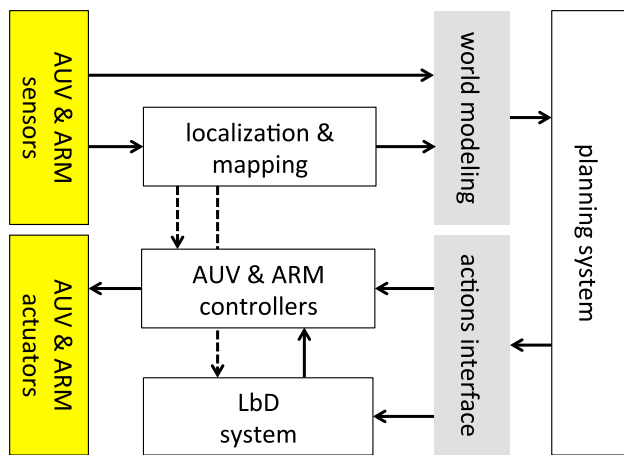 AUV & ARM
sensors
localization &
mapping
world modeling
planning system
AUV & ARM
actuators
AUV & ARM
controllers
actions interface
LbD
system